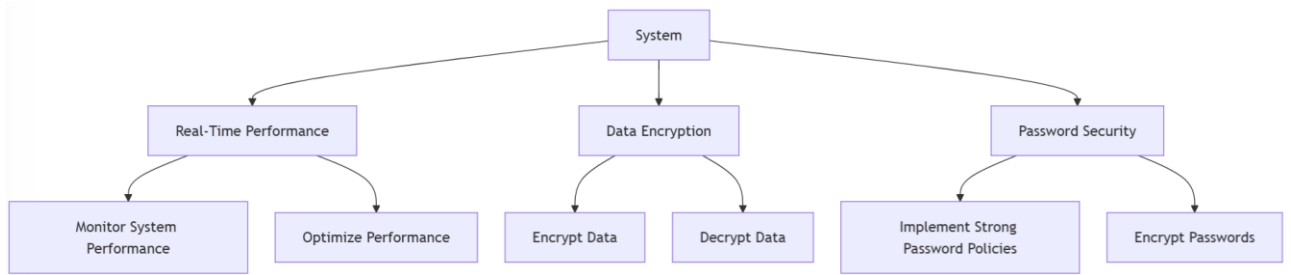 System
Real-Time Performance
Data Encryption
Password Security
Monitor System
Performance
Optimize Performance
Encrypt Data
Decrypt Data
Implement Strong
Password Policies
Encrypt Passwords